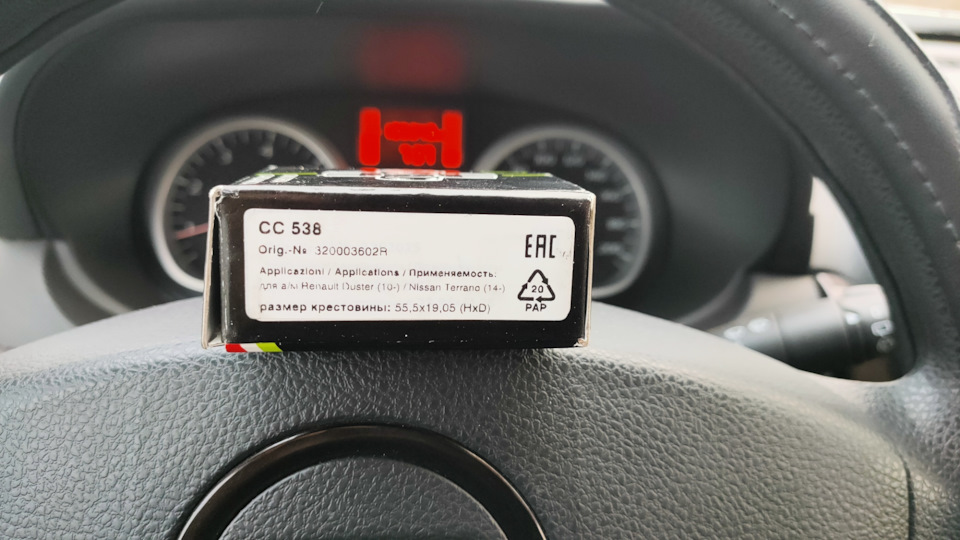 CC 538
Orig.-№ 320003602R
EAC
Applicazioni / Applications / Применяемость:
для а/м Renault Duster (10-) / Nissan Terrano (14-)
размер крестовины: 55,5x19,05 (HxD)
20
PAP